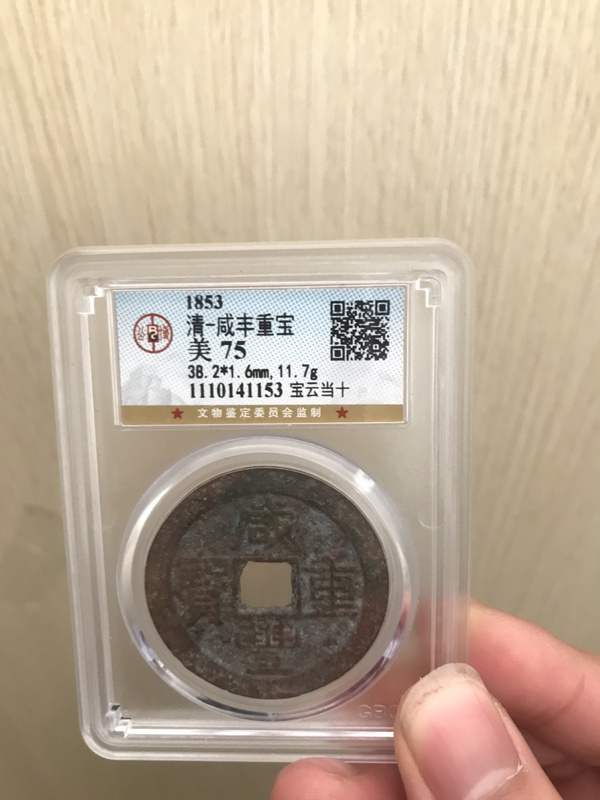 1853
清-咸丰重宝
美 75
38.2*1.6mm,11.7g
1110141153 宝云当十
★ 文物鉴定委员会监制 ★
咸
寶 重
豐
GBC